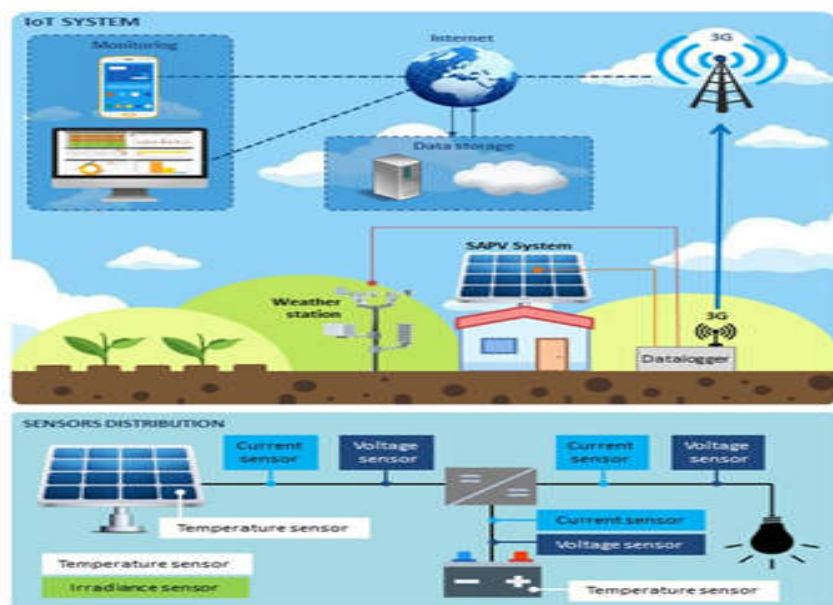 IoT SYSTEM
Monitoring
Internet
3G
Data storage
SAPV System
Weather
station
3G
Datalogger
SENSORS DISTRIBUTION
Current
sensor
Voltage
sensor
Current
sensor
Voltage
sensor
Temperature sensor
Current sensor
Voltage sensor
Temperature sensor
Irradiance sensor
Temperature sensor